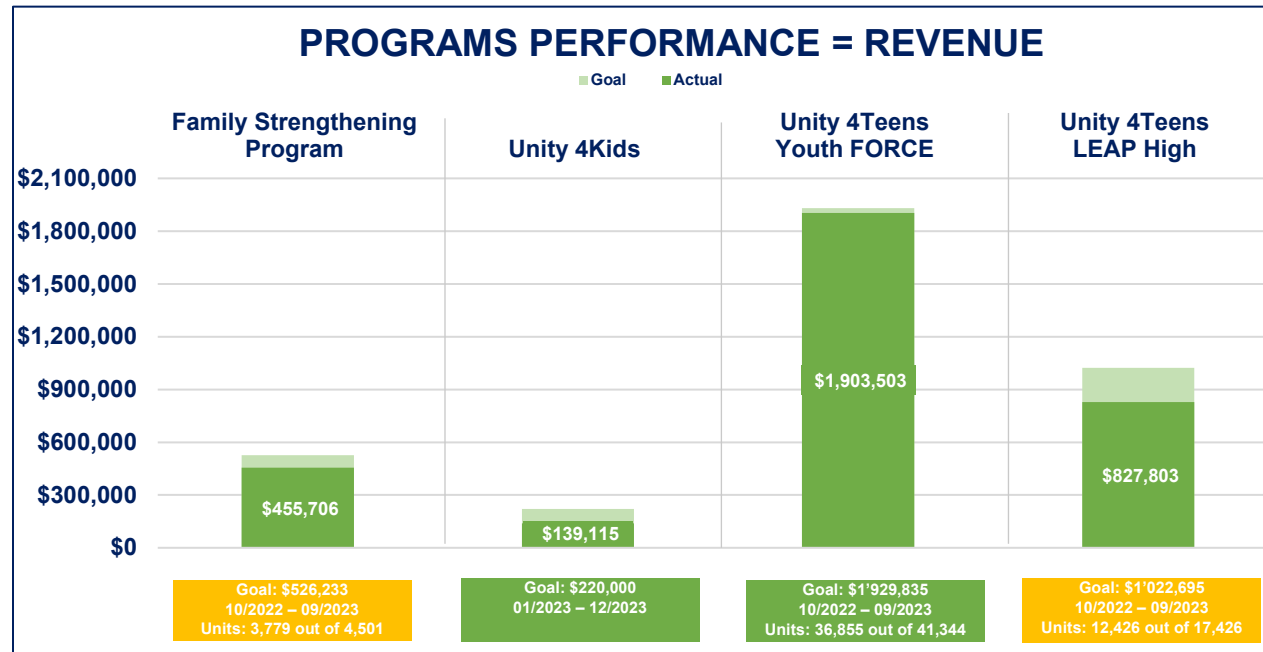 PROGRAMS PERFORMANCE = REVENUE
Goal Actual
Family Strengthening
Program
Unity 4Kids
Unity 4Teens
Youth FORCE
Unity 4Teens
LEAP High
$2,100,000
$1,800,000
$1,500,000
$1,200,000
$900,000
$600,000
$300,000
$0
$455,706
$139,115
$1,903,503
$827,803
Goal: $526,233
10/2022 – 09/2023
Units: 3,779 out of 4,501
Goal: $220,000
01/2023 – 12/2023
Goal: $1'929,835
10/2022 – 09/2023
Units: 36,855 out of 41,344
Goal: $1'022,695
10/2022 – 09/2023
Units: 12,426 out of 17,426